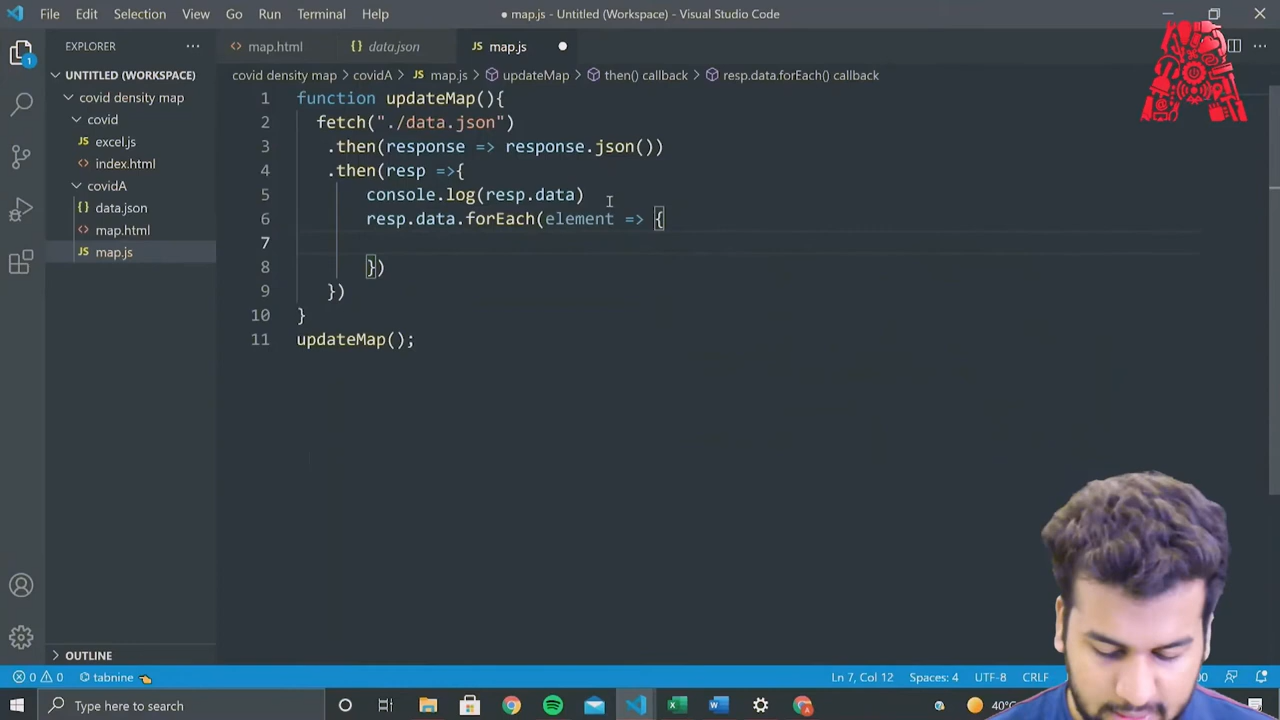 File Edit Selection View Go Run Terminal Help
● map.js - Untitled (Workspace) - Visual Studio Code
EXPLORER ···
map.html
data.json
map.js
UNTITLED (WORKSPACE)
covid density map
covid
excel.js
index.html
covidA
data.json
map.html
map.js
OUTLINE
1
covid density map > covidA > map.js > updateMap > then() callback > resp.data.forEach() callback
1 function updateMap(){
2 fetch("./data.json")
3 .then(response => response.json())
4 .then(resp =>{
5 console.log(resp.data)
6 resp.data.forEach(element => {
7
8 })
9 })
10 }
11 updateMap();
0 0 tabnine
Ln 7, Col 12 Spaces: 4 UTF-8 CRLF
Type here to search
40°